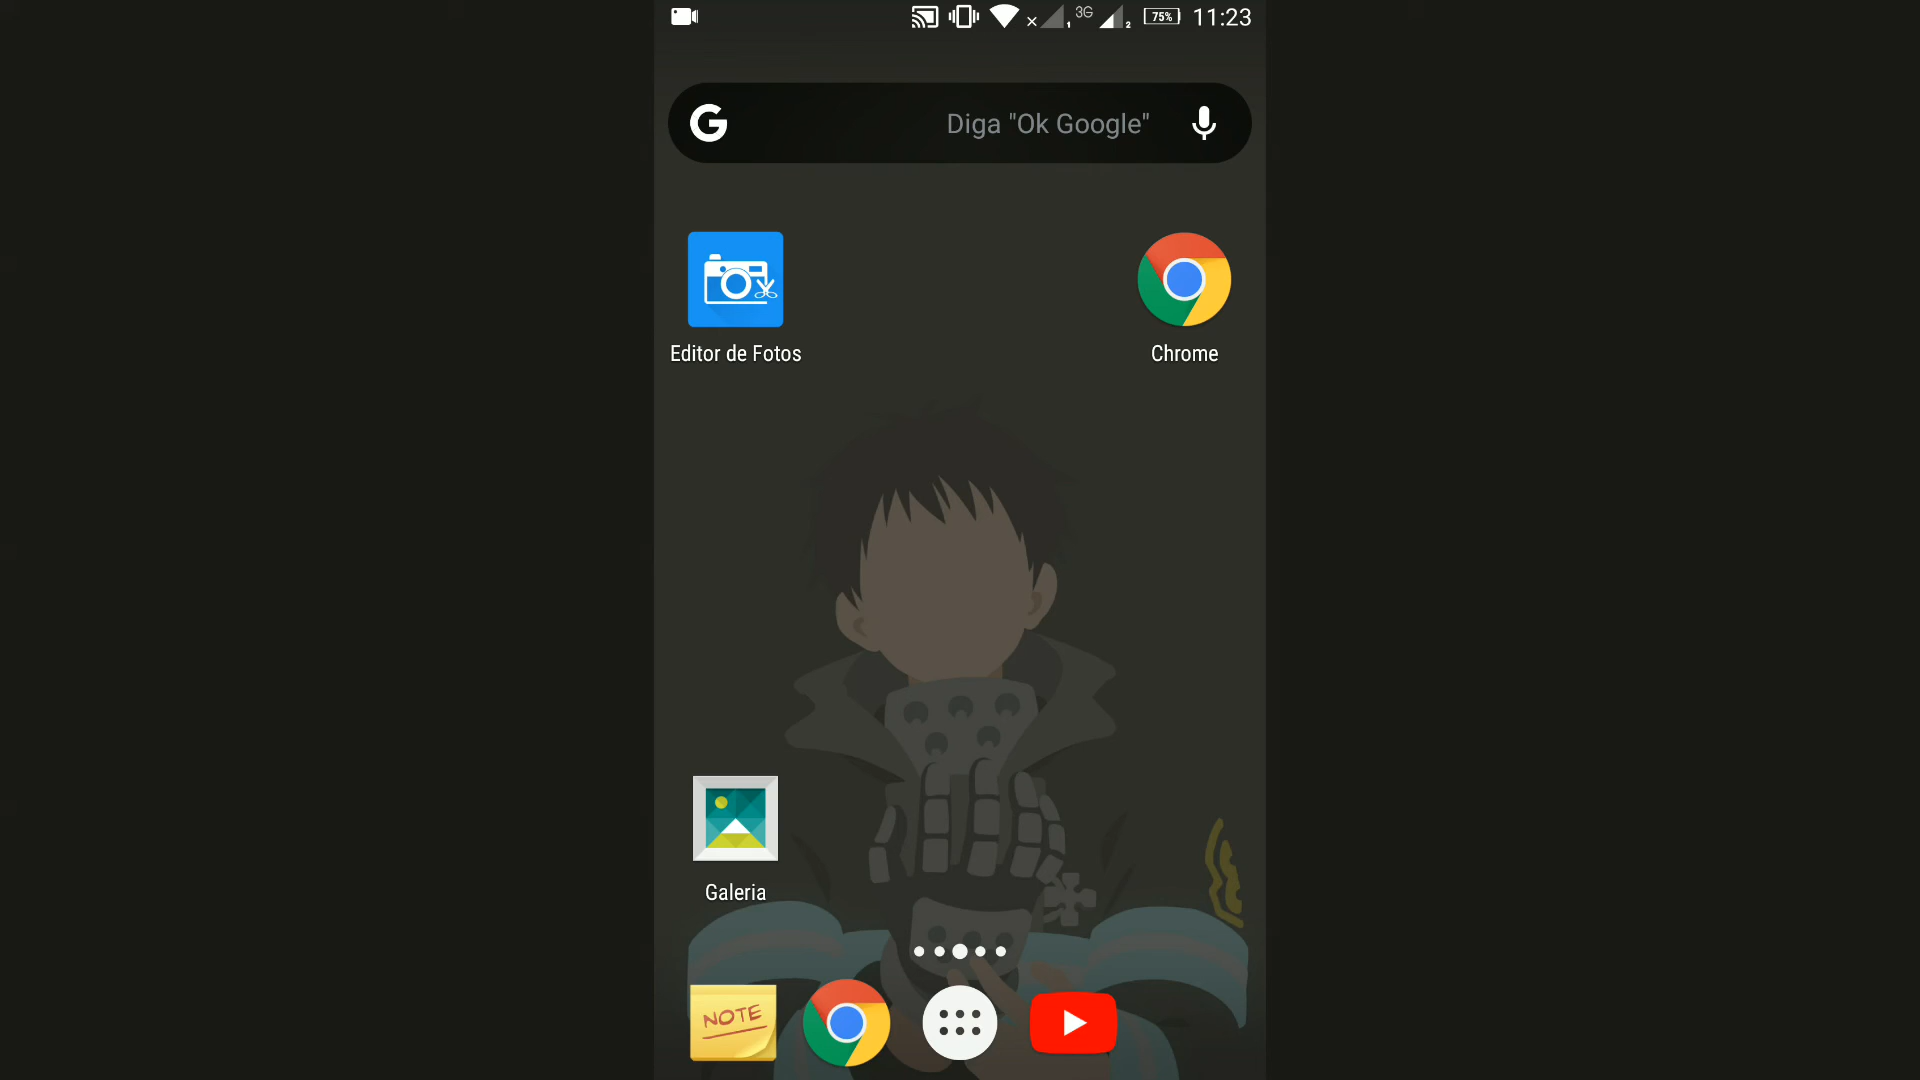 3G 75% 11:23
G Diga "Ok Google"
Editor de Fotos
Chrome
Galeria
NOTE